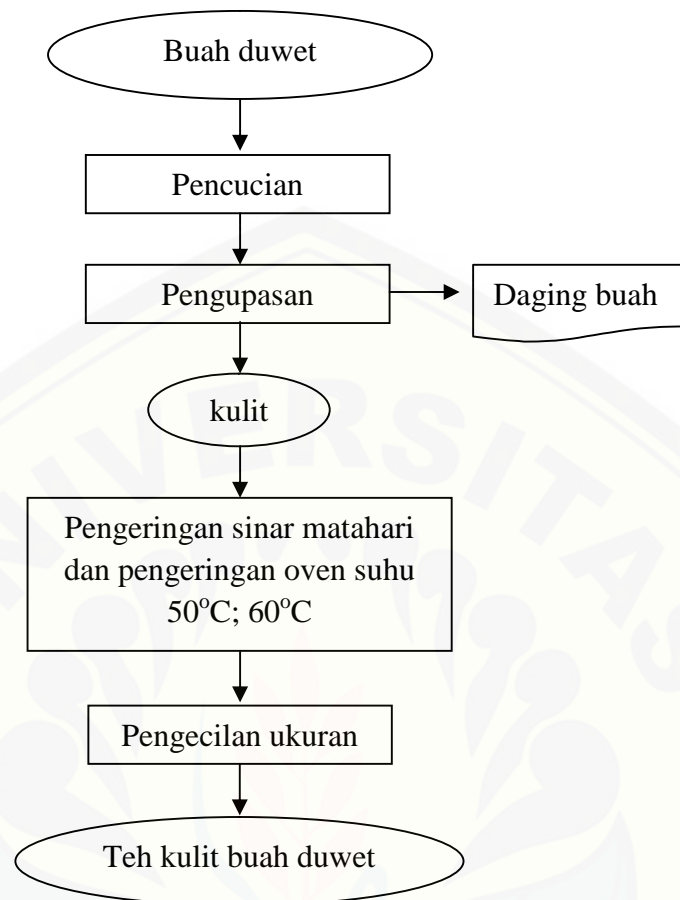 Buah duwet
Pencucian
Pengupasan
Daging buah
kulit
Pengeringan sinar matahari
dan pengeringan oven suhu
50°C; 60°C
Pengecilan ukuran
Teh kulit buah duwet
UNIVERSITAS